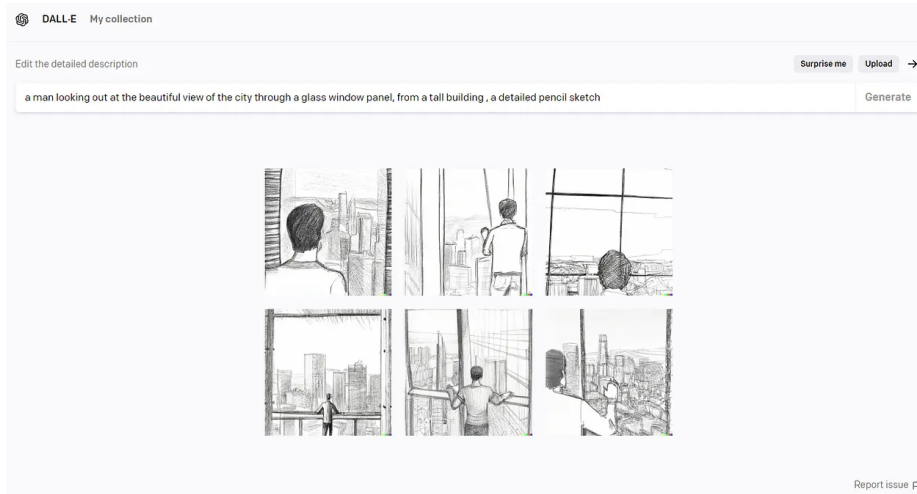 DALL·E My collection
Edit the detailed description
Surprise me Upload
a man looking out at the beautiful view of the city through a glass window panel, from a tall building , a detailed pencil sketch
Generate
Report issue